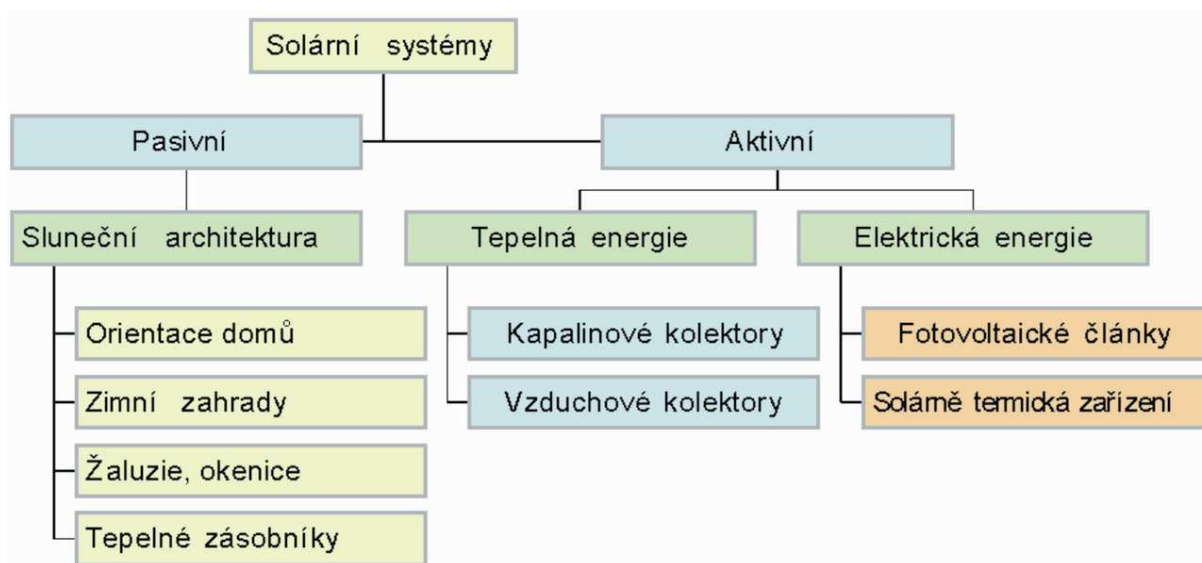 Solární systémy
Pasivní
Aktivní
Sluneční architektura
Tepelná energie
Elektrická energie
Orientace domů
Kapalinové kolektory
Fotovoltaické články
Zimní zahrady
Vzduchové kolektory
Solárně termická zařízení
Žaluzie, okenice
Tepelné zásobníky